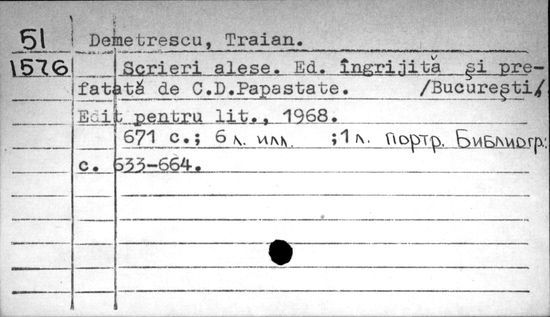 51 Demetrescu, Traian.
1576 Scrieri alese. Ed. îngrijită şi pre-
fatată de C.D.Papastate. /Bucureşti/,
Edit pentru lit., 1968.
671 c.; 6 л. илл. ; 1 л. портр. Библиогр:
с. 633-664.